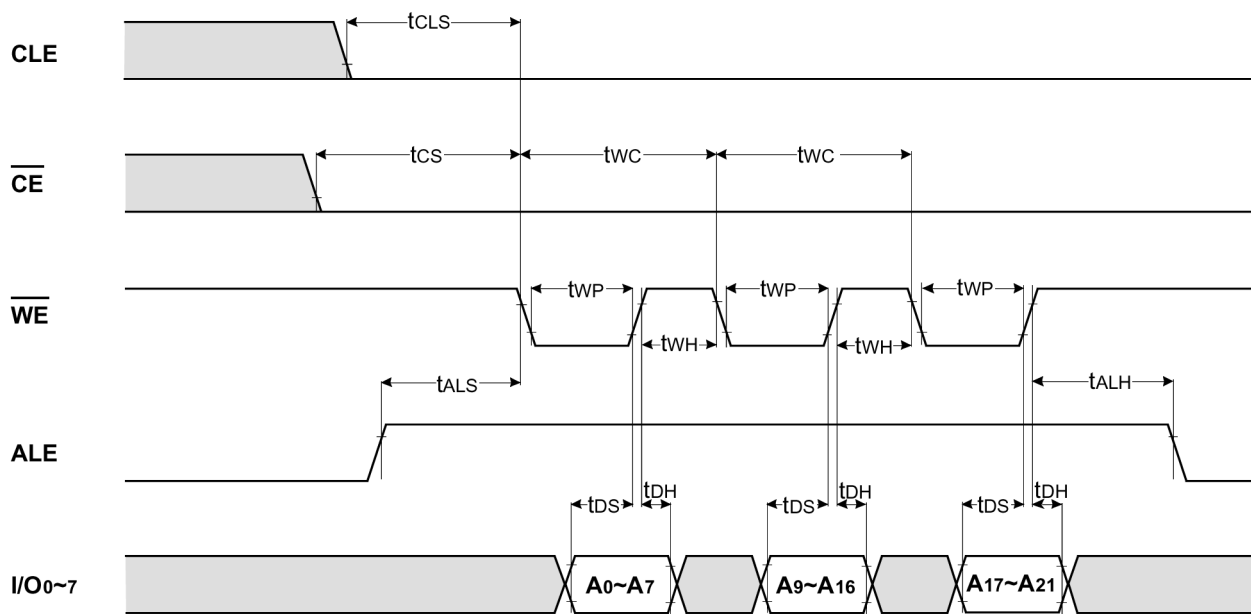 tCLS
CLE
tCS tWC tWC
CE
tWP tWP tWP
WE
tWH tWH
tALS tALH
ALE
tDS tDH tDS tDH tDS tDH
I/O0~7 A0~A7 A9~A16 A17~A21